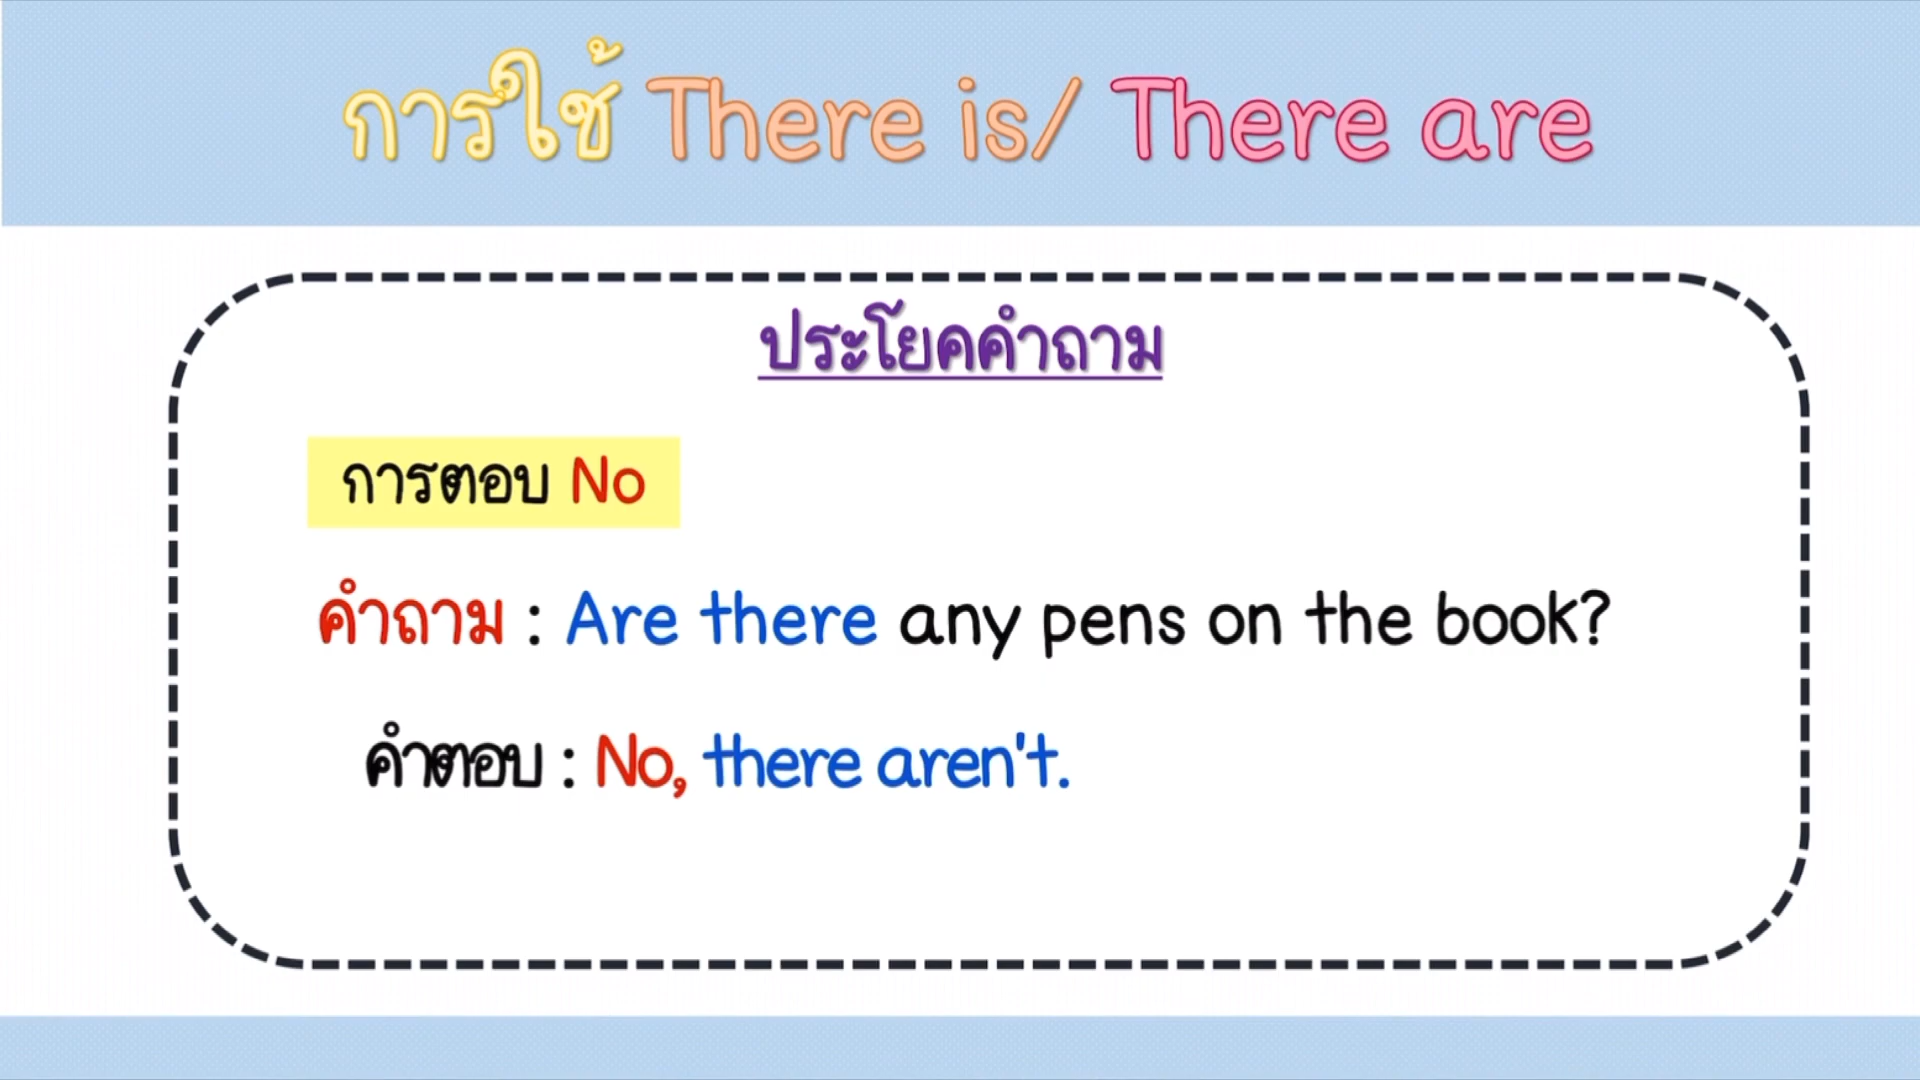 การใช้ There is/ There are
ประโยคคำถาม
การตอบ No
คำถาม : Are there any pens on the book?
คำตอบ : No, there aren't.